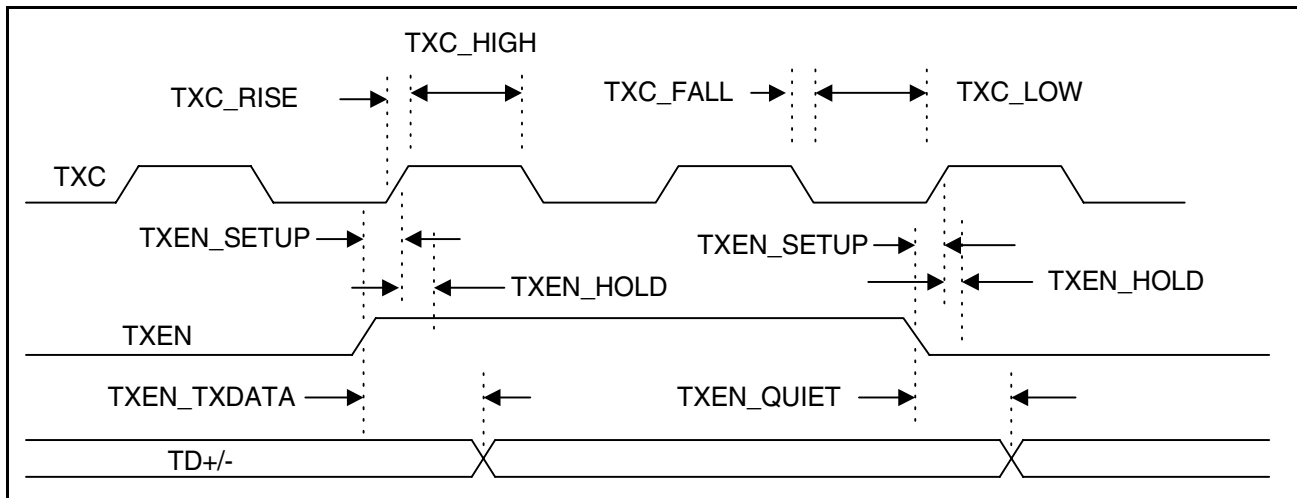 TXC_HIGH
TXC_RISE
TXC_FALL
TXC_LOW
TXC
TXEN_SETUP
TXEN_SETUP
TXEN_HOLD
TXEN_HOLD
TXEN
TXEN_TXDATA
TXEN_QUIET
TD+/-